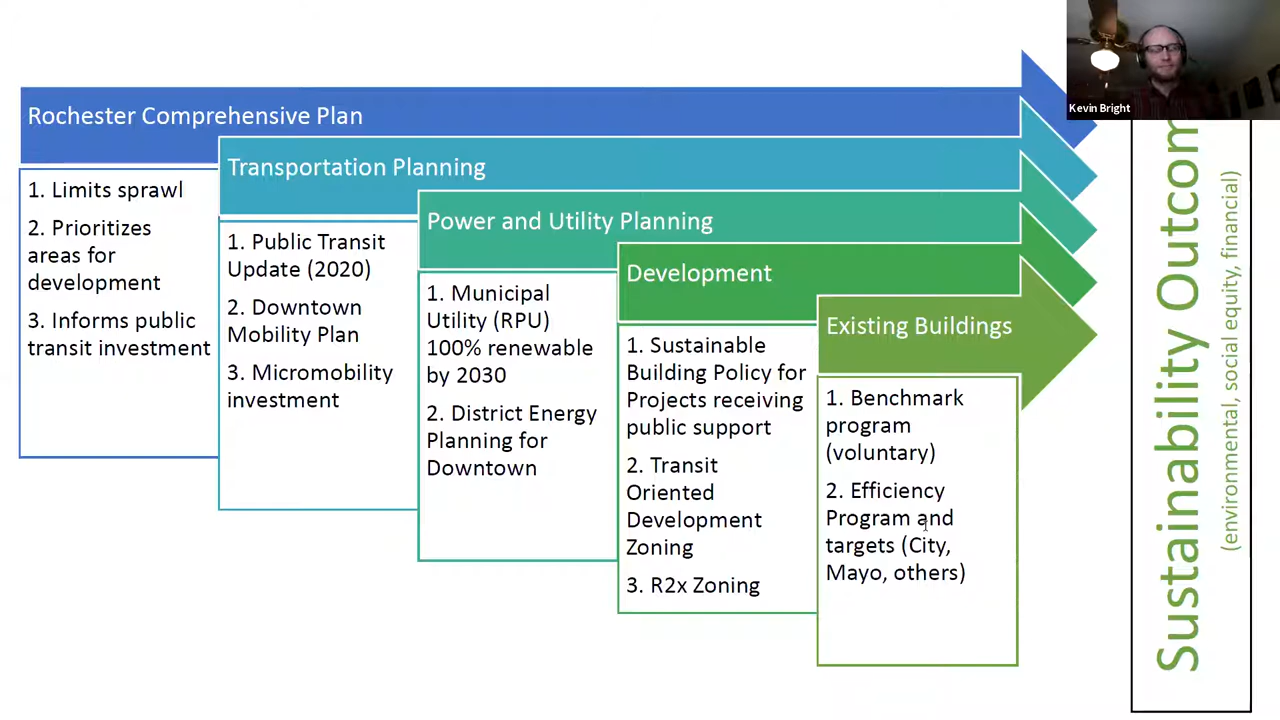 Kevin Bright
Rochester Comprehensive Plan
1. Limits sprawl
2. Prioritizes
areas for
development
3. Informs public
transit investment
Transportation Planning
1. Public Transit
Update (2020)
2. Downtown
Mobility Plan
3. Micromobility
investment
Power and Utility Planning
1. Municipal
Utility (RPU)
100% renewable
by 2030
2. District Energy
Planning for
Downtown
Development
1. Sustainable
Building Policy for
Projects receiving
public support
2. Transit
Oriented
Development
Zoning
3. R2x Zoning
Existing Buildings
1. Benchmark
program
(voluntary)
2. Efficiency
Program and
targets (City,
Mayo, others)
Sustainability Outcom
(environmental, social equity, financial)